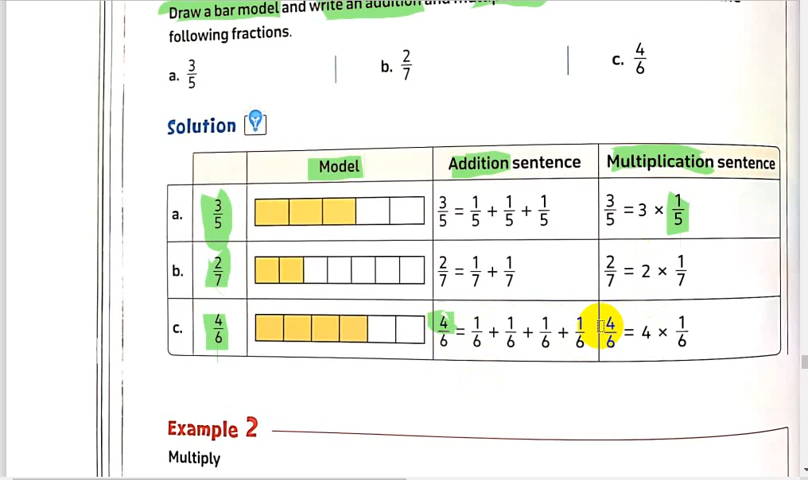 Draw a bar model and write an addition and
following fractions.
a. 3/5 b. 2/7 c. 4/6
Solution
Model Addition sentence Multiplication sentence
a. 3/5 3/5 = 1/5 + 1/5 + 1/5 3/5 = 3 × 1/5
b. 2/7 2/7 = 1/7 + 1/7 2/7 = 2 × 1/7
c. 4/6 4/6 = 1/6 + 1/6 + 1/6 + 1/6 4/6 = 4 × 1/6
Example 2
Multiply